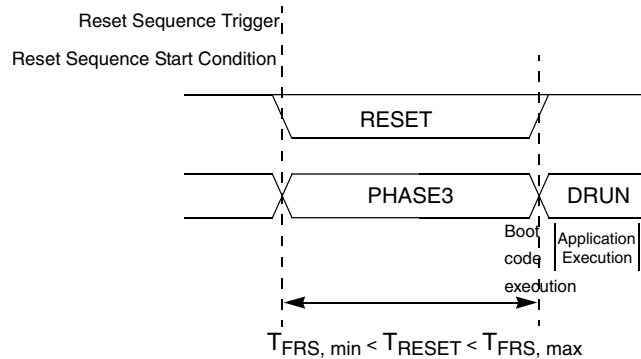 Reset Sequence Trigger
Reset Sequence Start Condition
RESET
PHASE3
DRUN
Boot
code
execution
Application
Execution
TFRS, min < TRESET < TFRS, max